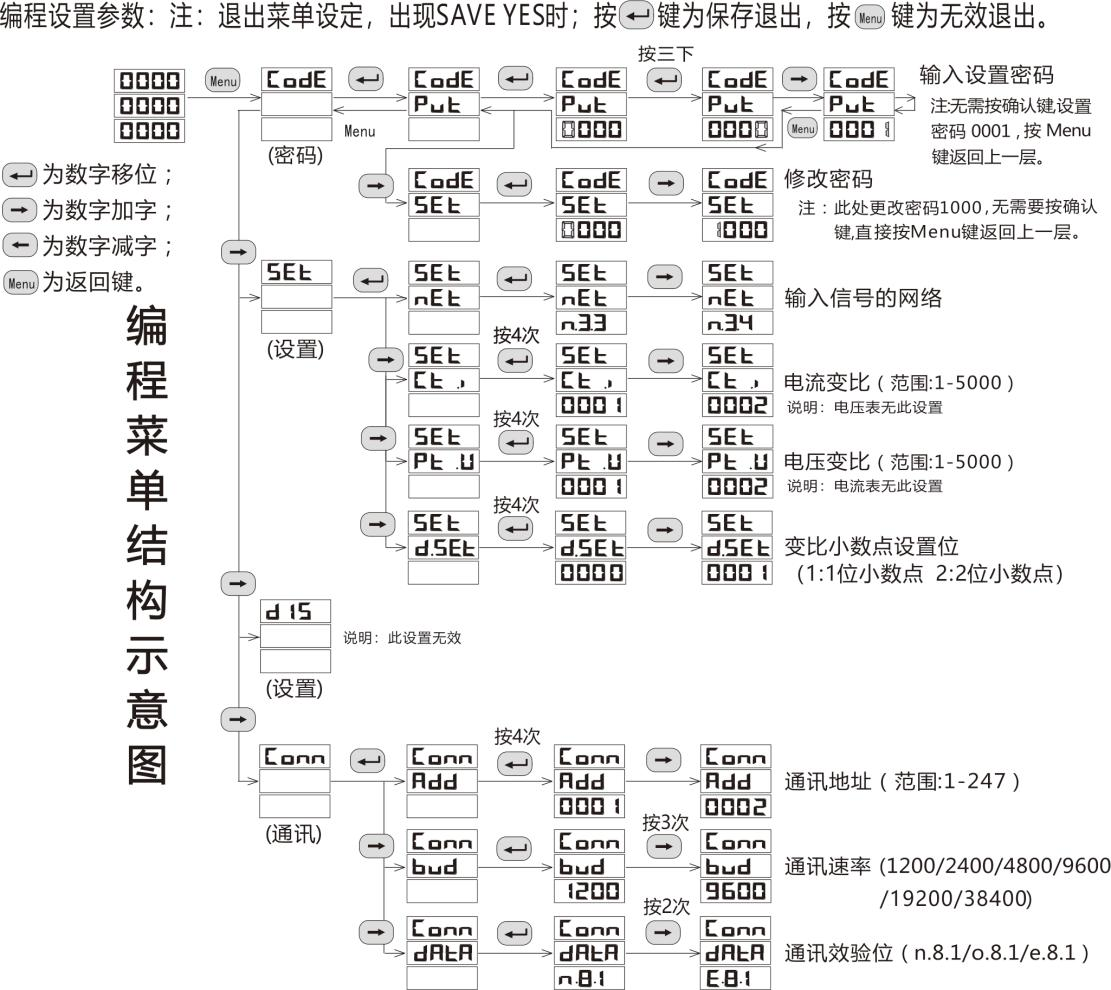 编程设置参数：注：退出菜单设定，出现SAVE YES时；按 键为保存退出，按 Menu 键为无效退出。
按三下
0000 Menu CodE CodE CodE CodE CodE 输入设置密码
0000 Put Put Put Put
0000 0000 0000 Menu 0001
注:无需按确认键,设置
密码 0001，按 Menu
键返回上一层。
Menu
(密码)
为数字移位；
为数字加字；
为数字减字；
Menu 为返回键。
CodE CodE CodE 修改密码
SEt SEt SEt
0000 1000
注：此处更改密码1000，无需要按确认
键,直接按Menu键返回上一层。
编程菜单结构示意图
SEt SEt SEt SEt
nEt nEt nEt 输入信号的网络
n.3.3 n.3.4
(设置)
按4次
SEt SEt SEt
Ct .i Ct .i Ct .i 电流变比（范围:1-5000）
0001 0002 说明：电压表无此设置
按4次
SEt SEt SEt
Pt .U Pt .U Pt .U 电压变比（范围:1-5000）
0001 0002 说明：电流表无此设置
按4次
SEt SEt SEt
d.SEt d.SEt d.SEt 变比小数点设置位
0000 0001 (1:1位小数点 2:2位小数点)
dIS
说明：此设置无效
(设置)
按4次
Conn Conn Conn Conn
Add Add Add 通讯地址（范围:1-247）
0001 0002
(通讯)
按3次
Conn Conn Conn
bud bud bud 通讯速率 (1200/2400/4800/9600
1200 9600 /19200/38400)
按2次
Conn Conn Conn
dAtA dAtA dAtA 通讯效验位（n.8.1/o.8.1/e.8.1）
n.8.1 E.8.1